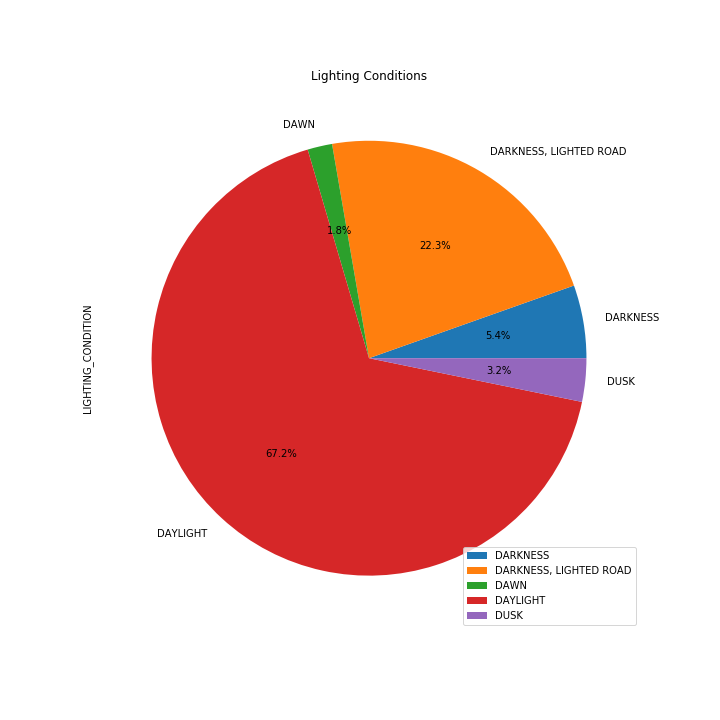 Lighting Conditions
DAWN
DARKNESS, LIGHTED ROAD
1.8%
22.3%
DARKNESS
5.4%
LIGHTING_CONDITION
3.2%
DUSK
67.2%
DAYLIGHT
DARKNESS
DARKNESS, LIGHTED ROAD
DAWN
DAYLIGHT
DUSK